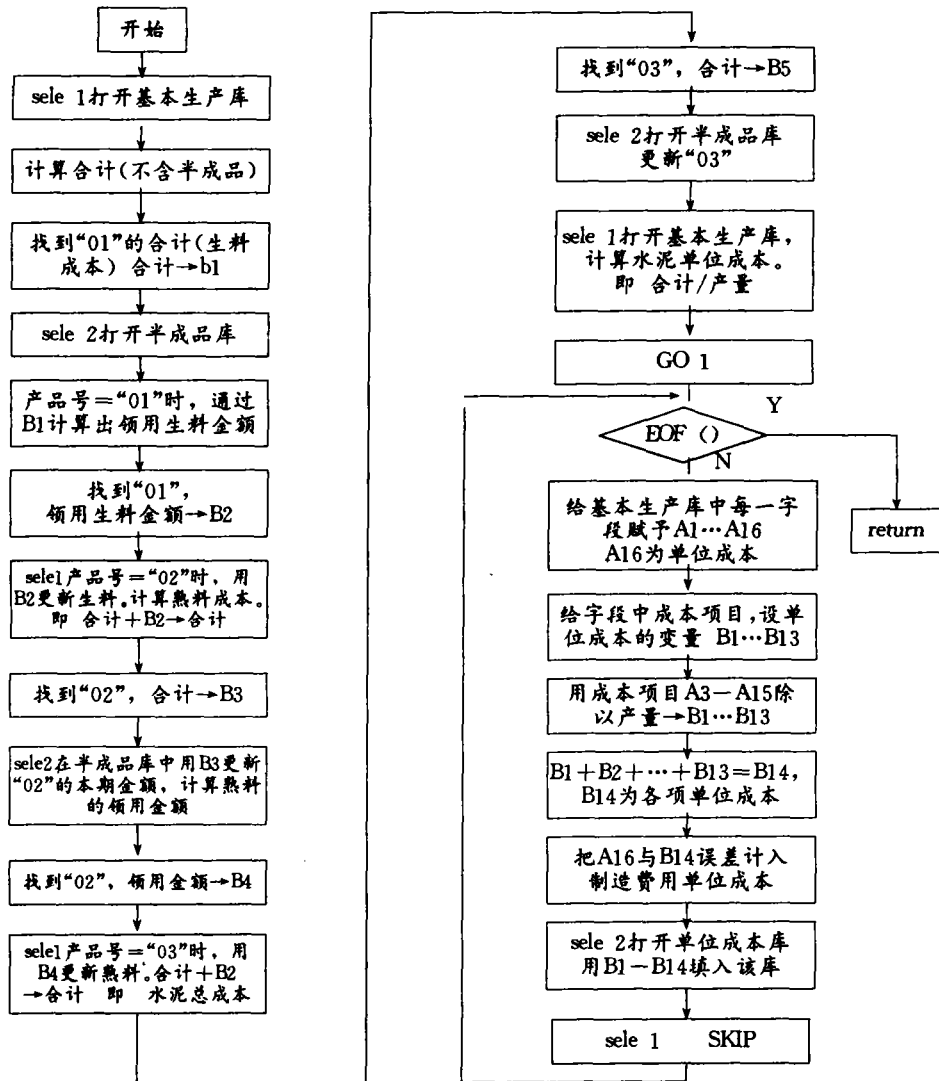 开始
sele 1打开基本生产库
计算合计(不含半成品)
找到“01”的合计(生料
成本) 合计→b1
sele 2打开半成品库
产品号＝“01”时, 通过
B1计算出领用生料金额
找到“01”,
领用生料金额→B2
sele1产品号＝“02”时, 用
B2更新生料。计算熟料成本。
即 合计＋B2→合计
找到“02”, 合计→B3
sele2在半成品库中用B3更新
“02”的本期金额, 计算熟料
的领用金额
找到“02”, 领用金额→B4
sele1产品号＝“03”时, 用
B4更新熟料。合计＋B2
→合计 即 水泥总成本
找到“03”, 合计→B5
sele 2打开半成品库
更新“03”
sele 1打开基本生产库,
计算水泥单位成本。
即 合计/产量
GO 1
Y
EOF ()
N
return
给基本生产库中每一字
段赋予A1…A16
A16为单位成本
给字段中成本项目,设单
位成本的变量 B1…B13
用成本项目A3－A15除
以产量→B1…B13
B1＋B2＋…＋B13＝B14,
B14为各项单位成本
把A16与B14误差计入
制造费用单位成本
sele 2打开单位成本库
用B1－B14填入该库
sele 1 SKIP